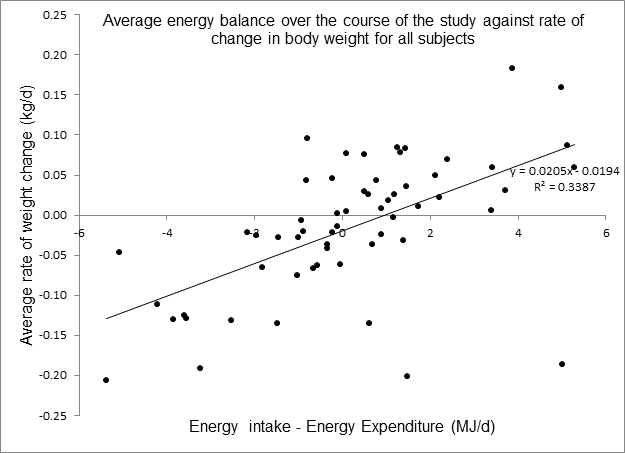 Average energy balance over the course of the study against rate of
change in body weight for all subjects
Average rate of weight change (kg/d)
0.25
0.20
0.15
0.10
0.05
0.00
-0.05
-0.10
-0.15
-0.20
-0.25
-6 -4 -2 0 2 4 6
y = 0.0205x - 0.0194
R² = 0.3387
Energy intake - Energy Expenditure (MJ/d)